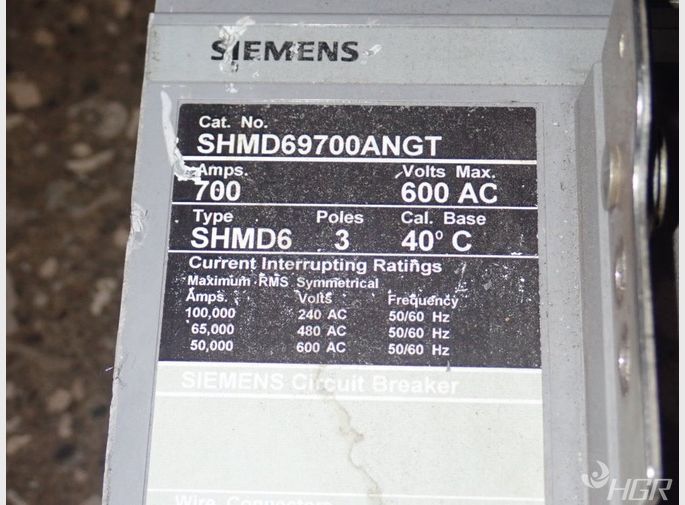 SIEMENS
Cat. No.
SHMD69700ANGT
Amps. Volts Max.
700 600 AC
Type Poles Cal. Base
SHMD6 3 40° C
Current Interrupting Ratings
Maximum RMS Symmetrical
Amps. Volts Frequency
100,000 240 AC 50/60 Hz
65,000 480 AC 50/60 Hz
50,000 600 AC 50/60 Hz
SIEMENS Circuit Breaker
Wire Connectors
HGR